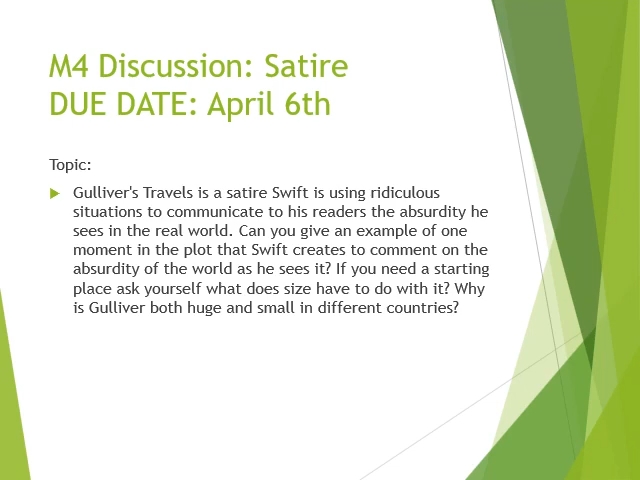 M4 Discussion: Satire
DUE DATE: April 6th
Topic:
Gulliver's Travels is a satire Swift is using ridiculous
situations to communicate to his readers the absurdity he
sees in the real world. Can you give an example of one
moment in the plot that Swift creates to comment on the
absurdity of the world as he sees it? If you need a starting
place ask yourself what does size have to do with it? Why
is Gulliver both huge and small in different countries?